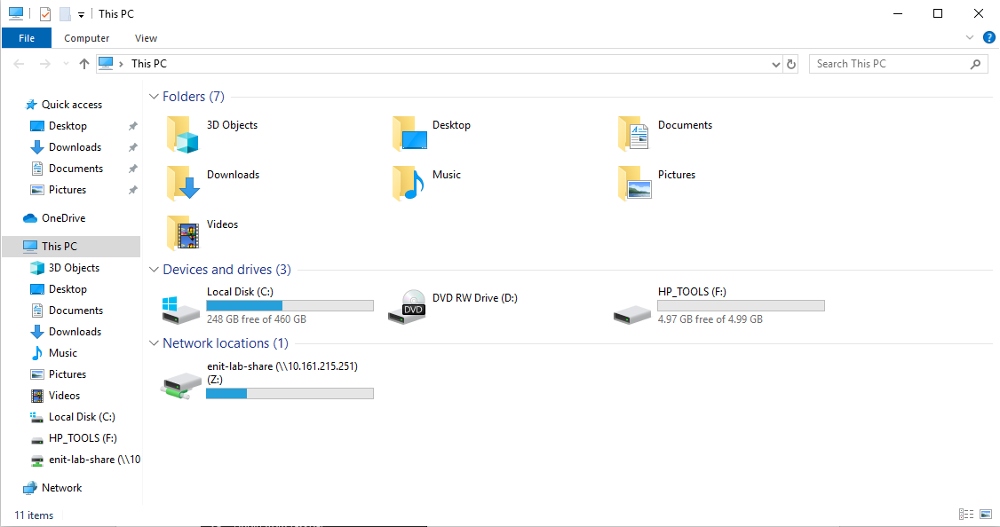 This PC
File Computer View
This PC
Search This PC
Quick access
Desktop
Downloads
Documents
Pictures
OneDrive
This PC
3D Objects
Desktop
Documents
Downloads
Music
Pictures
Videos
Local Disk (C:)
HP_TOOLS (F:)
enit-lab-share (\\10
Network
Folders (7)
3D Objects
Desktop
Documents
Downloads
Music
Pictures
Videos
Devices and drives (3)
Local Disk (C:)
248 GB free of 460 GB
DVD
DVD RW Drive (D:)
HP_TOOLS (F:)
4.97 GB free of 4.99 GB
Network locations (1)
enit-lab-share (\\10.161.215.251)
(Z:)
11 items